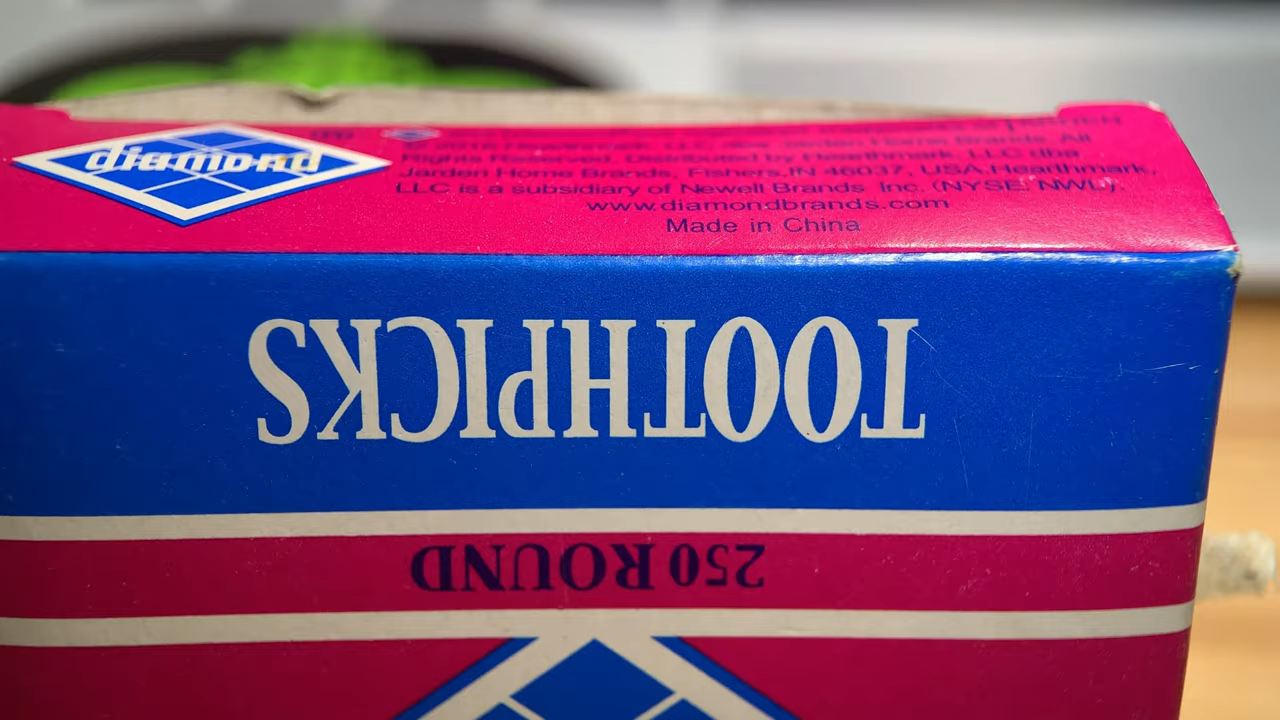 diamond
Rights Reserved. Distributed by Hearthmark, LLC dba
Jarden Home Brands, Fishers,IN 46037, USA.Hearthmark,
LLC is a subsidiary of Newell Brands Inc. (NYSE: NWL).
www.diamondbrands.com
Made in China
TOOTHPICKS
250 ROUND